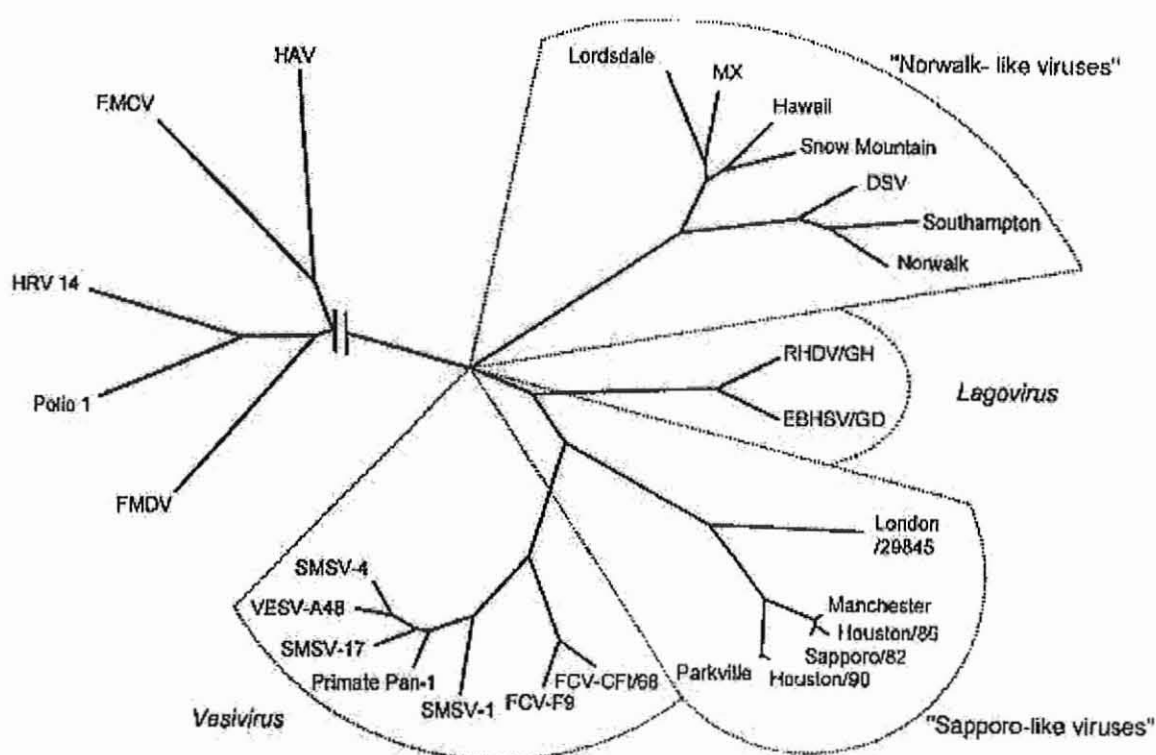 HAV
FMCV
HRV 14
Polio 1
FMDV
Lordsdale
MX
Hawaii
Snow Mountain
DSV
Southampton
Norwalk
"Norwalk- like viruses"
RHDV/GH
EBHSV/GD
Lagovirus
London
/29845
Manchester
Houston/86
Sapporo/82
Houston/90
Parkville
"Sapporo-like viruses"
SMSV-4
VESV-A48
SMSV-17
Primate Pan-1
SMSV-1
FCV-F9
FCV-CFI/68
Vesivirus